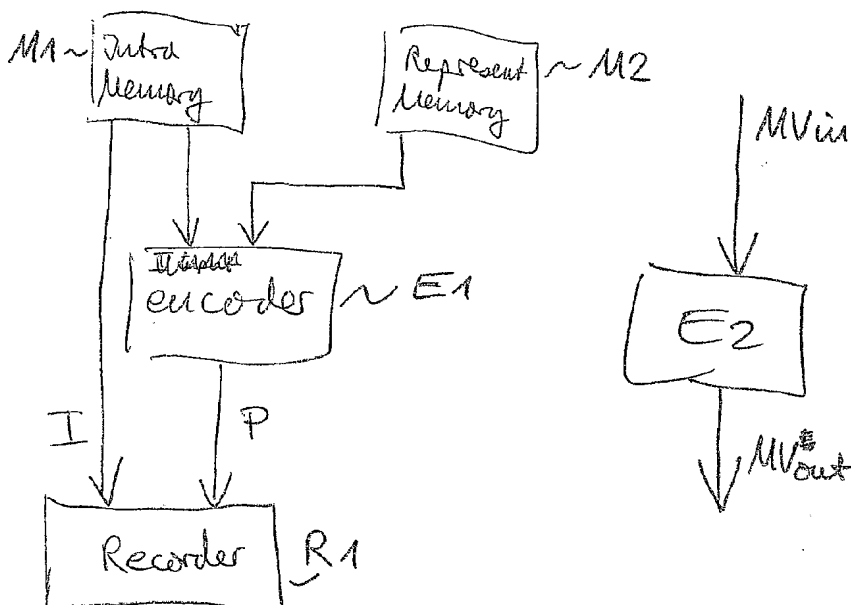 M1
Intra
Memory
Represent
Memory
M2
MVin
encoder
E1
E2
I
P
MVout
Recorder
R1